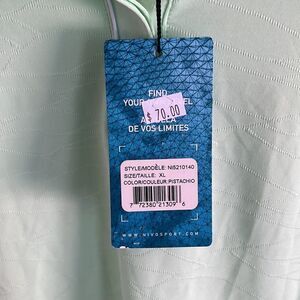 FIND
YOUR
$ 70.00
DE VOS LIMITES
STYLE/MODÈLE: NI5210140
SIZE/TAILLE: XL
COLOR/COULEUR:PISTACHIO
7 72380 21309 6
WWW.NIVOSPORT.COM